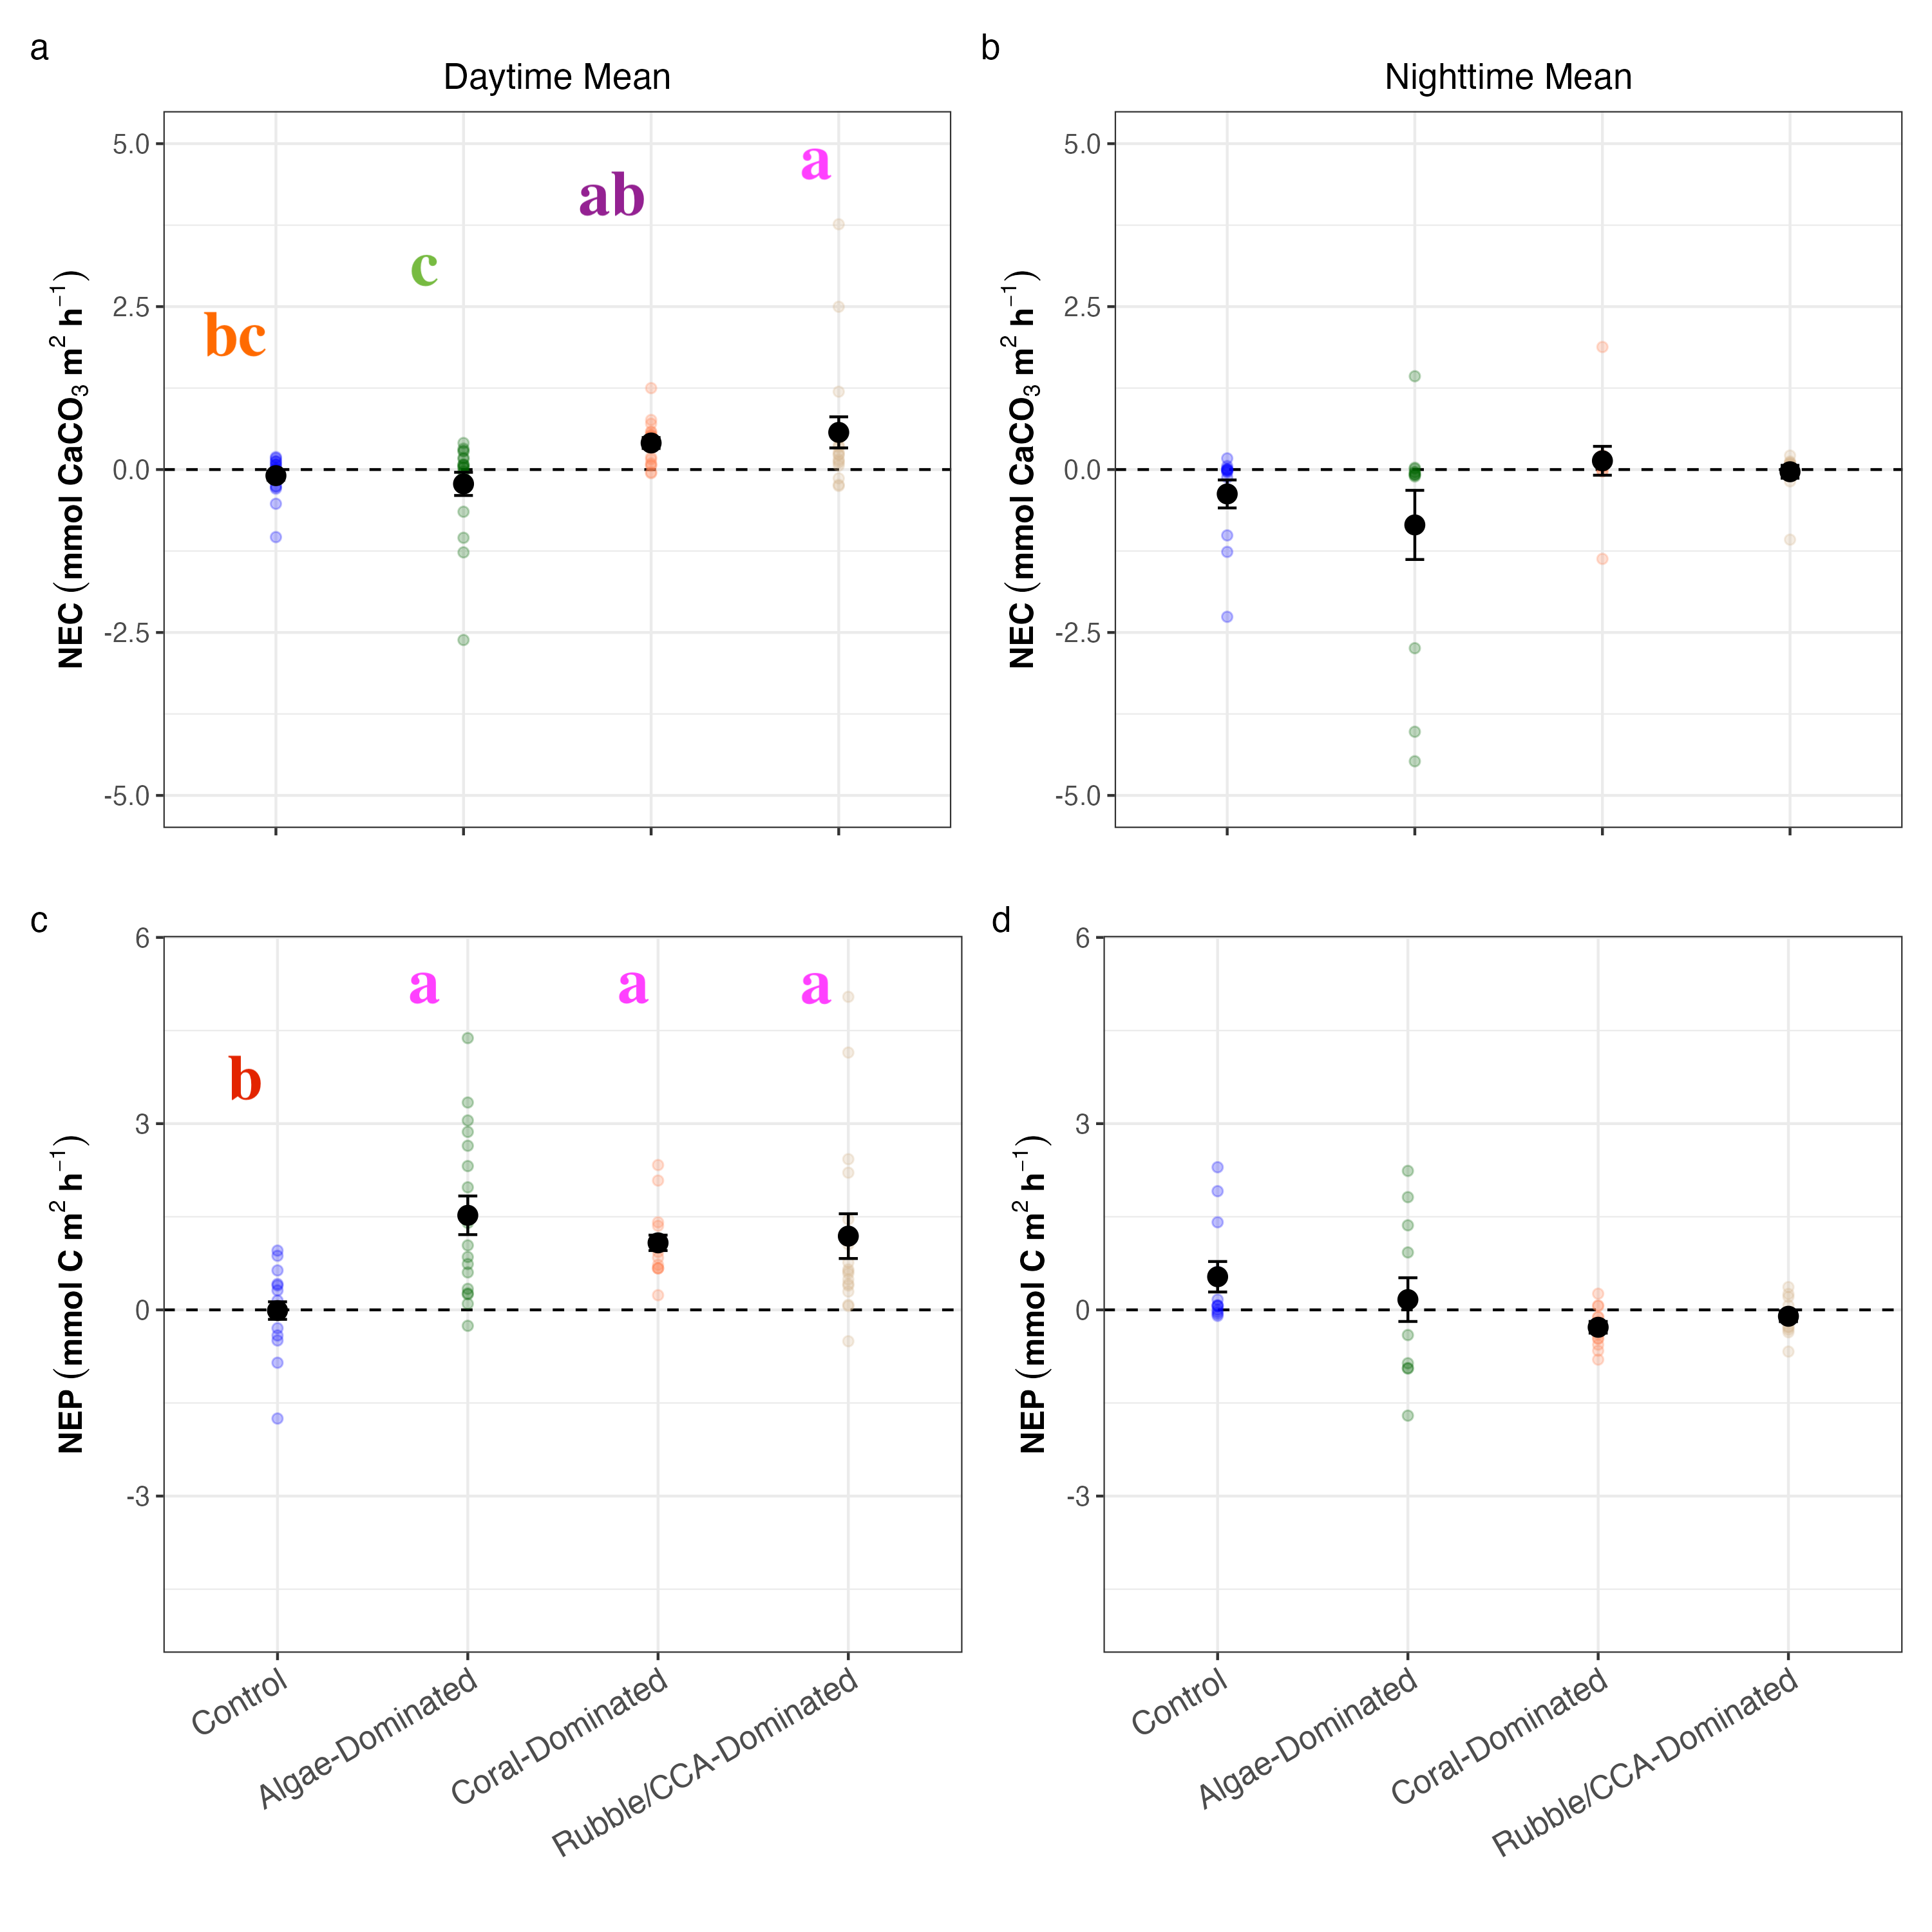 a
Daytime Mean
5.0
2.5
0.0
-2.5
-5.0
NEC (mmol CaCO₃ m² h⁻¹)
bc
c
ab
a
b
Nighttime Mean
5.0
2.5
0.0
-2.5
-5.0
NEC (mmol CaCO₃ m² h⁻¹)
c
6
3
0
-3
NEP (mmol C m² h⁻¹)
b
a
a
a
Control
Algae-Dominated
Coral-Dominated
Rubble/CCA-Dominated
d
6
3
0
-3
NEP (mmol C m² h⁻¹)
Control
Algae-Dominated
Coral-Dominated
Rubble/CCA-Dominated